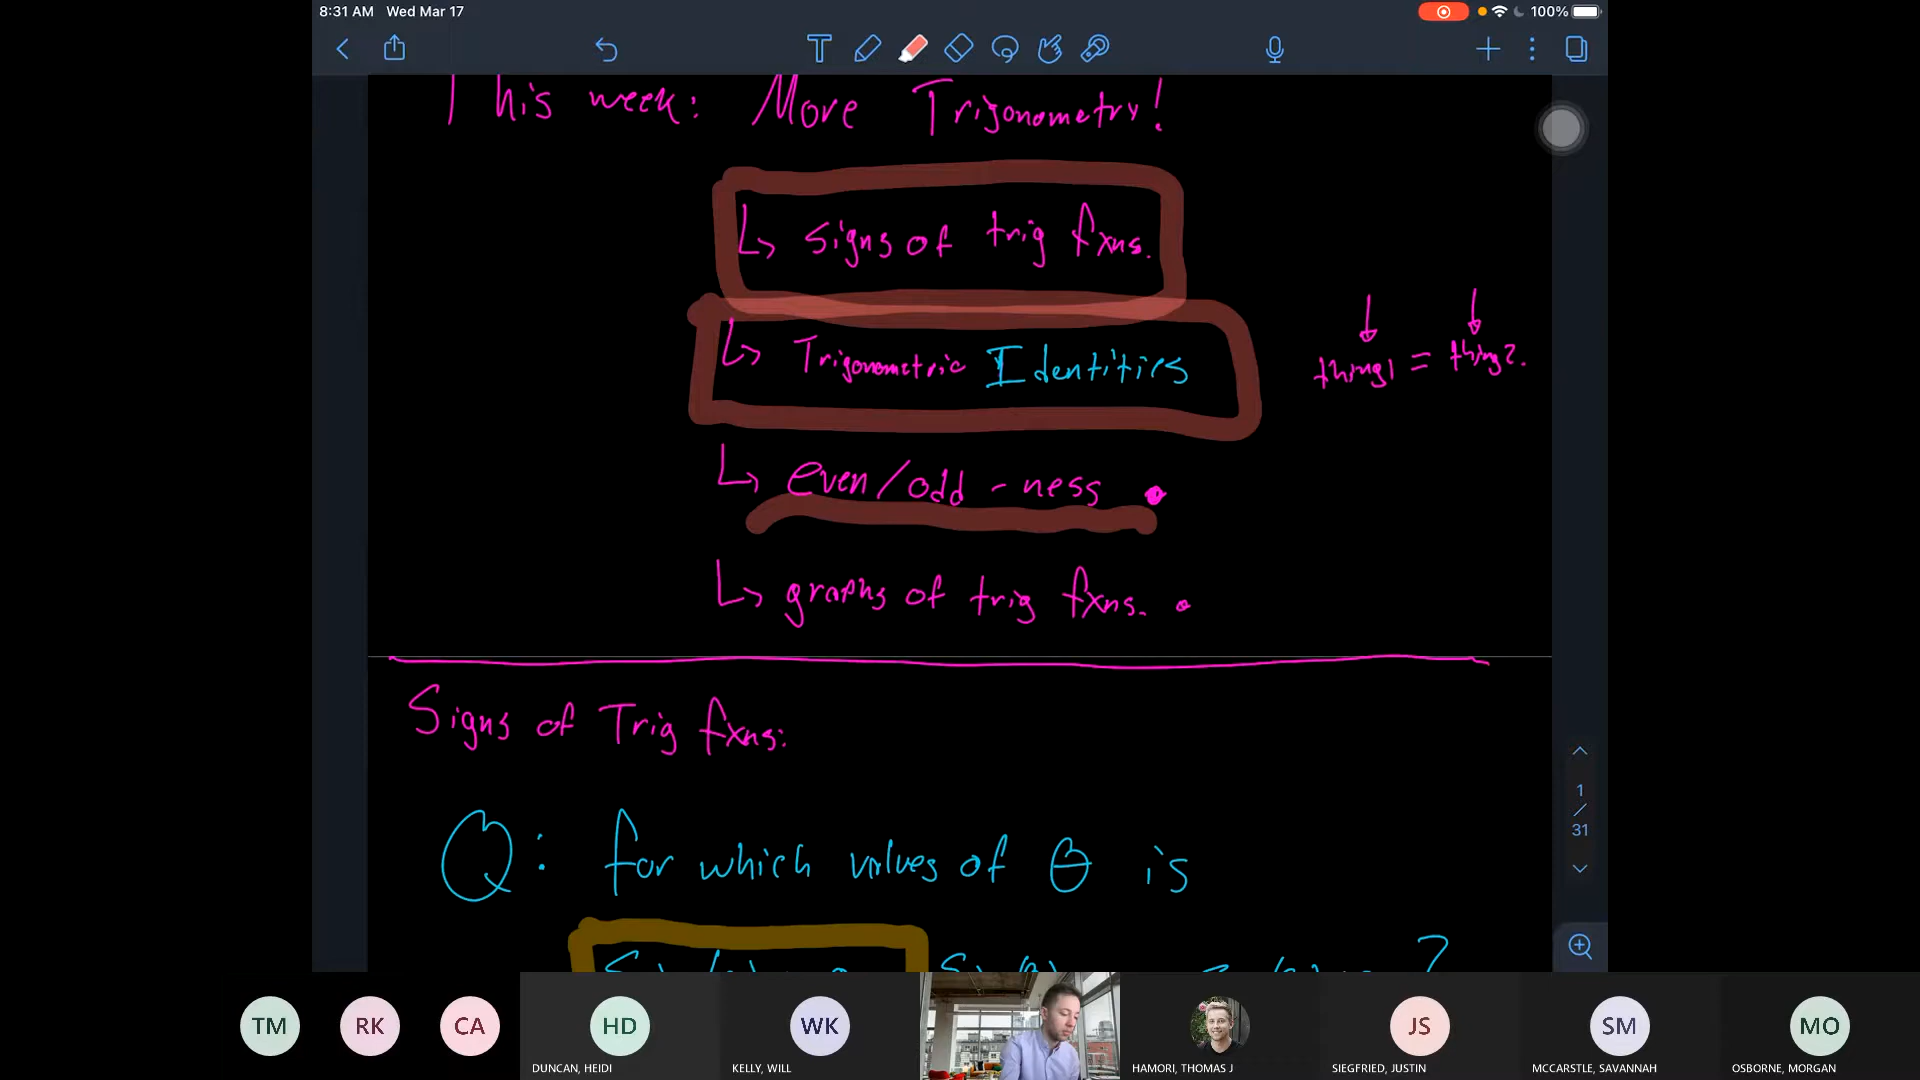 8:31 AM Wed Mar 17
100%
This week: More Trigonometry!
↳ signs of trig fxns.
↳ Trigonometric Identities
thing1 = thing2.
↳ even/odd-ness
↳ graphs of trig fxns.
Signs of Trig fxns:
Q: for which values of θ is
1
/
31
TM RK CA HD WK JS SM MO
DUNCAN, HEIDI KELLY, WILL HAMORI, THOMAS J SIEGFRIED, JUSTIN MCCARSTLE, SAVANNAH OSBORNE, MORGAN